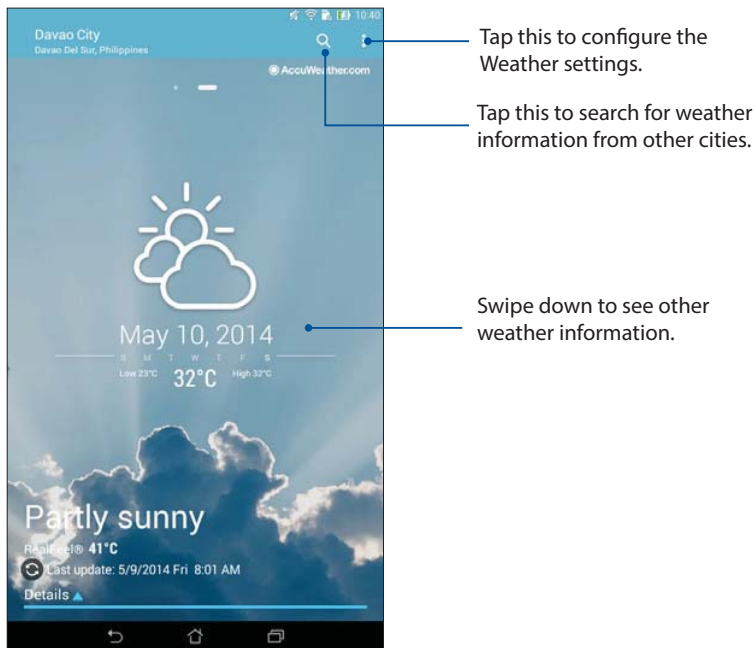 10:40
Davao City
Davao Del Sur, Philippines
AccuWeather.com
Tap this to configure the
Weather settings.
Tap this to search for weather
information from other cities.
May 10, 2014
S M T W T F S
Low 23°C 32°C High 32°C
Swipe down to see other
weather information.
Partly sunny
RealFeel® 41°C
Last update: 5/9/2014 Fri 8:01 AM
Details